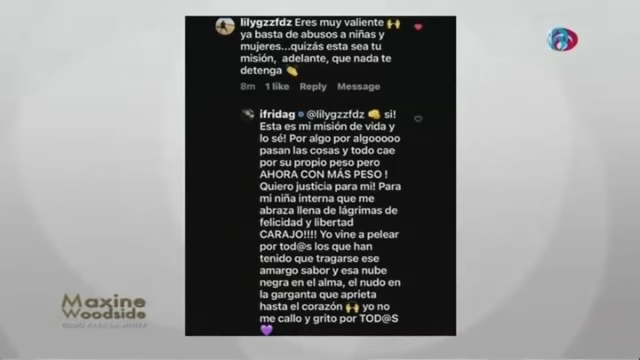 lilygzzfdz Eres muy valiente 🙌
ya basta de abusos a niñas y
mujeres...quizás esta sea tu
misión, adelante, que nada te
detenga 👏
8m 1 like Reply Message
ifridag @lilygzzfdz 👊 si!
Esta es mi misión de vida y
lo sé! Por algo por algooooo
pasan las cosas y todo cae
por su propio peso pero
AHORA CON MÁS PESO !
Quiero justicia para mi! Para
mi niña interna que me
abraza llena de lágrimas de
felicidad y libertad
CARAJO!!!! Yo vine a pelear
por tod@s los que han
tenido que tragarse ese
amargo sabor y esa nube
negra en el alma, el nudo en
la garganta que aprieta
hasta el corazón 🙌 yo no
me callo y grito por TOD@S
💜
Maxine
Woodside